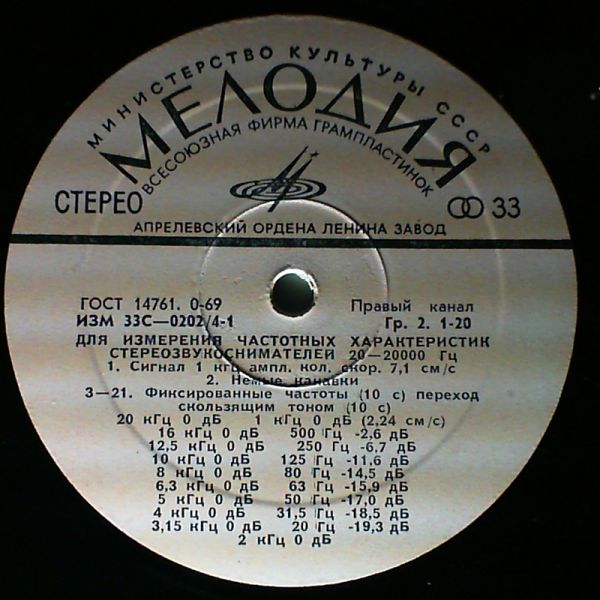 МИНИСТЕРСТВО КУЛЬТУРЫ СССР
МЕЛОДИЯ
ВСЕСОЮЗНАЯ ФИРМА ГРАМПЛАСТИНОК
СТЕРЕО 33
АПРЕЛЕВСКИЙ ОРДЕНА ЛЕНИНА ЗАВОД
ГОСТ 14761. 0-69 Правый канал
ИЗМ 33С—0202/4-1 Гр. 2. 1-20
ДЛЯ ИЗМЕРЕНИЯ ЧАСТОТНЫХ ХАРАКТЕРИСТИК
СТЕРЕОЗВУКОСНИМАТЕЛЕЙ 20—20000 Гц
1. Сигнал 1 кгц ампл. кол. скор. 7,1 см/с
2. Немые канавки
3—21. Фиксированные частоты (10 с) переход
скользящим тоном (10 с)
20 кГц 0 дБ 1 кГц 0 дБ (2,24 см/с)
16 кГц 0 дБ 500 Гц -2,6 дБ
12,5 кГц 0 дБ 250 Гц -6,7 дБ
10 кГц 0 дБ 125 Гц -11,6 дБ
8 кГц 0 дБ 80 Гц -14,5 дБ
6,3 кГц 0 дБ 63 Гц -15,9 дБ
5 кГц 0 дБ 50 Гц -17,0 дБ
4 кГц 0 дБ 31,5 Гц -18,5 дБ
3,15 кГц 0 дБ 20 Гц -19,3 дБ
2 кГц 0 дБ